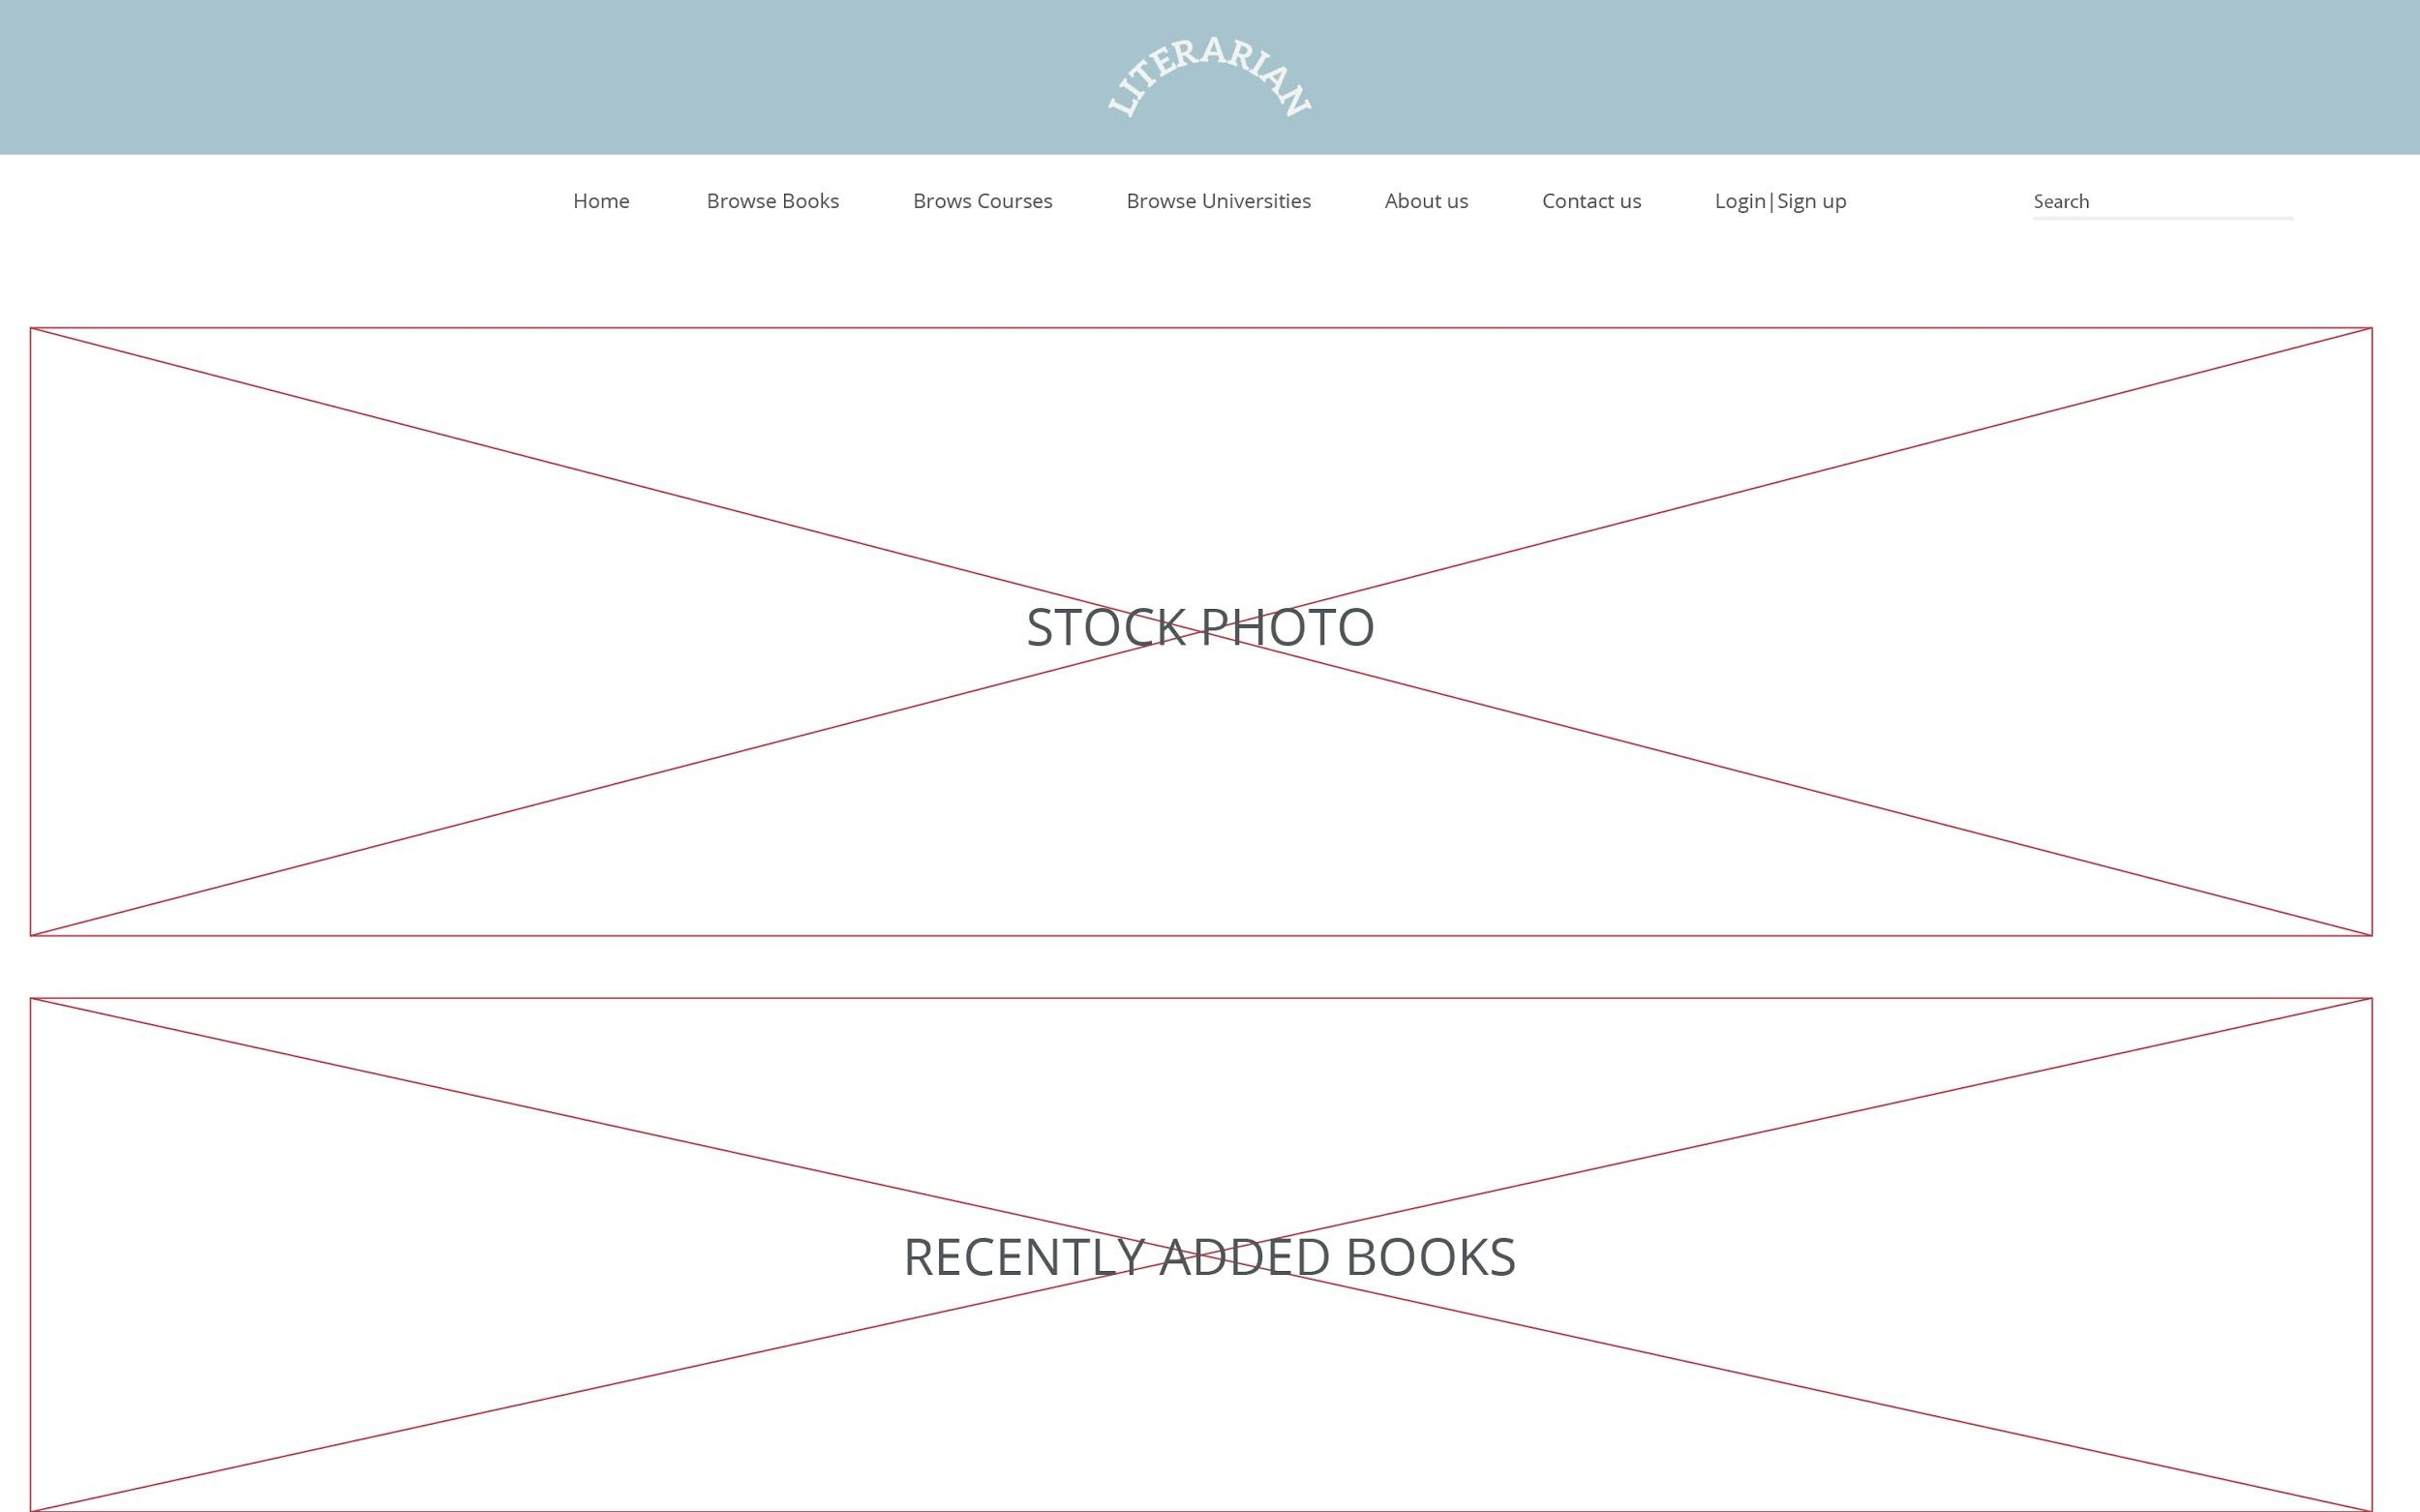 LITERARIAN
Home Browse Books Brows Courses Browse Universities About us Contact us Login|Sign up Search
STOCK PHOTO
RECENTLY ADDED BOOKS